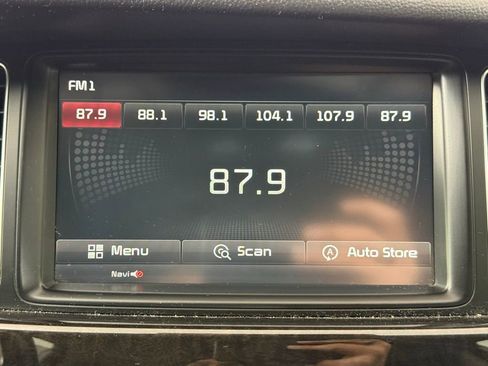 FM1
87.9 88.1 98.1 104.1 107.9 87.9
87.9
Menu Scan A Auto Store
Navi